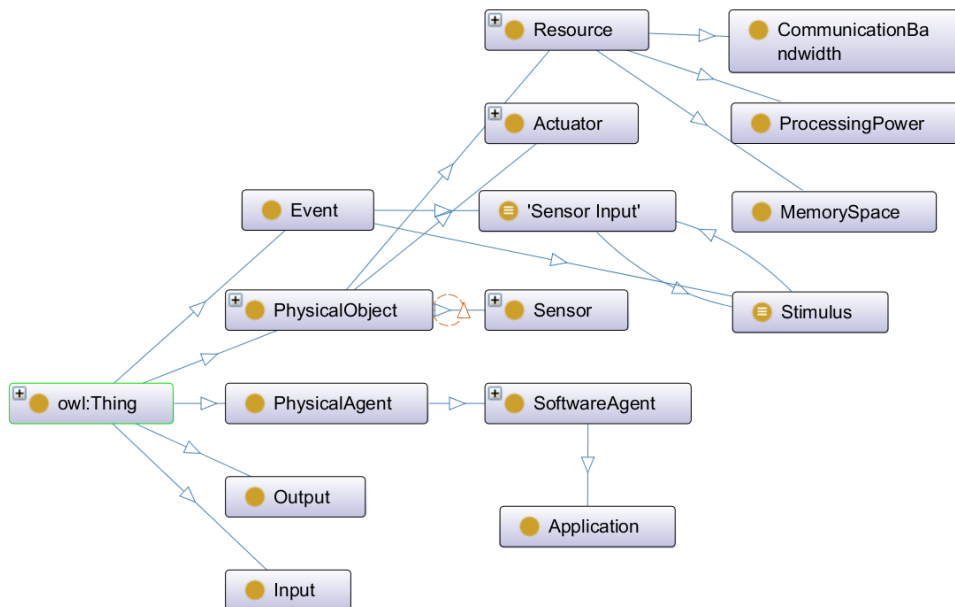 Resource
CommunicationBa
ndwidth
Actuator
ProcessingPower
Event
'Sensor Input'
MemorySpace
PhysicalObject
Sensor
Stimulus
owl:Thing
PhysicalAgent
SoftwareAgent
Output
Application
Input